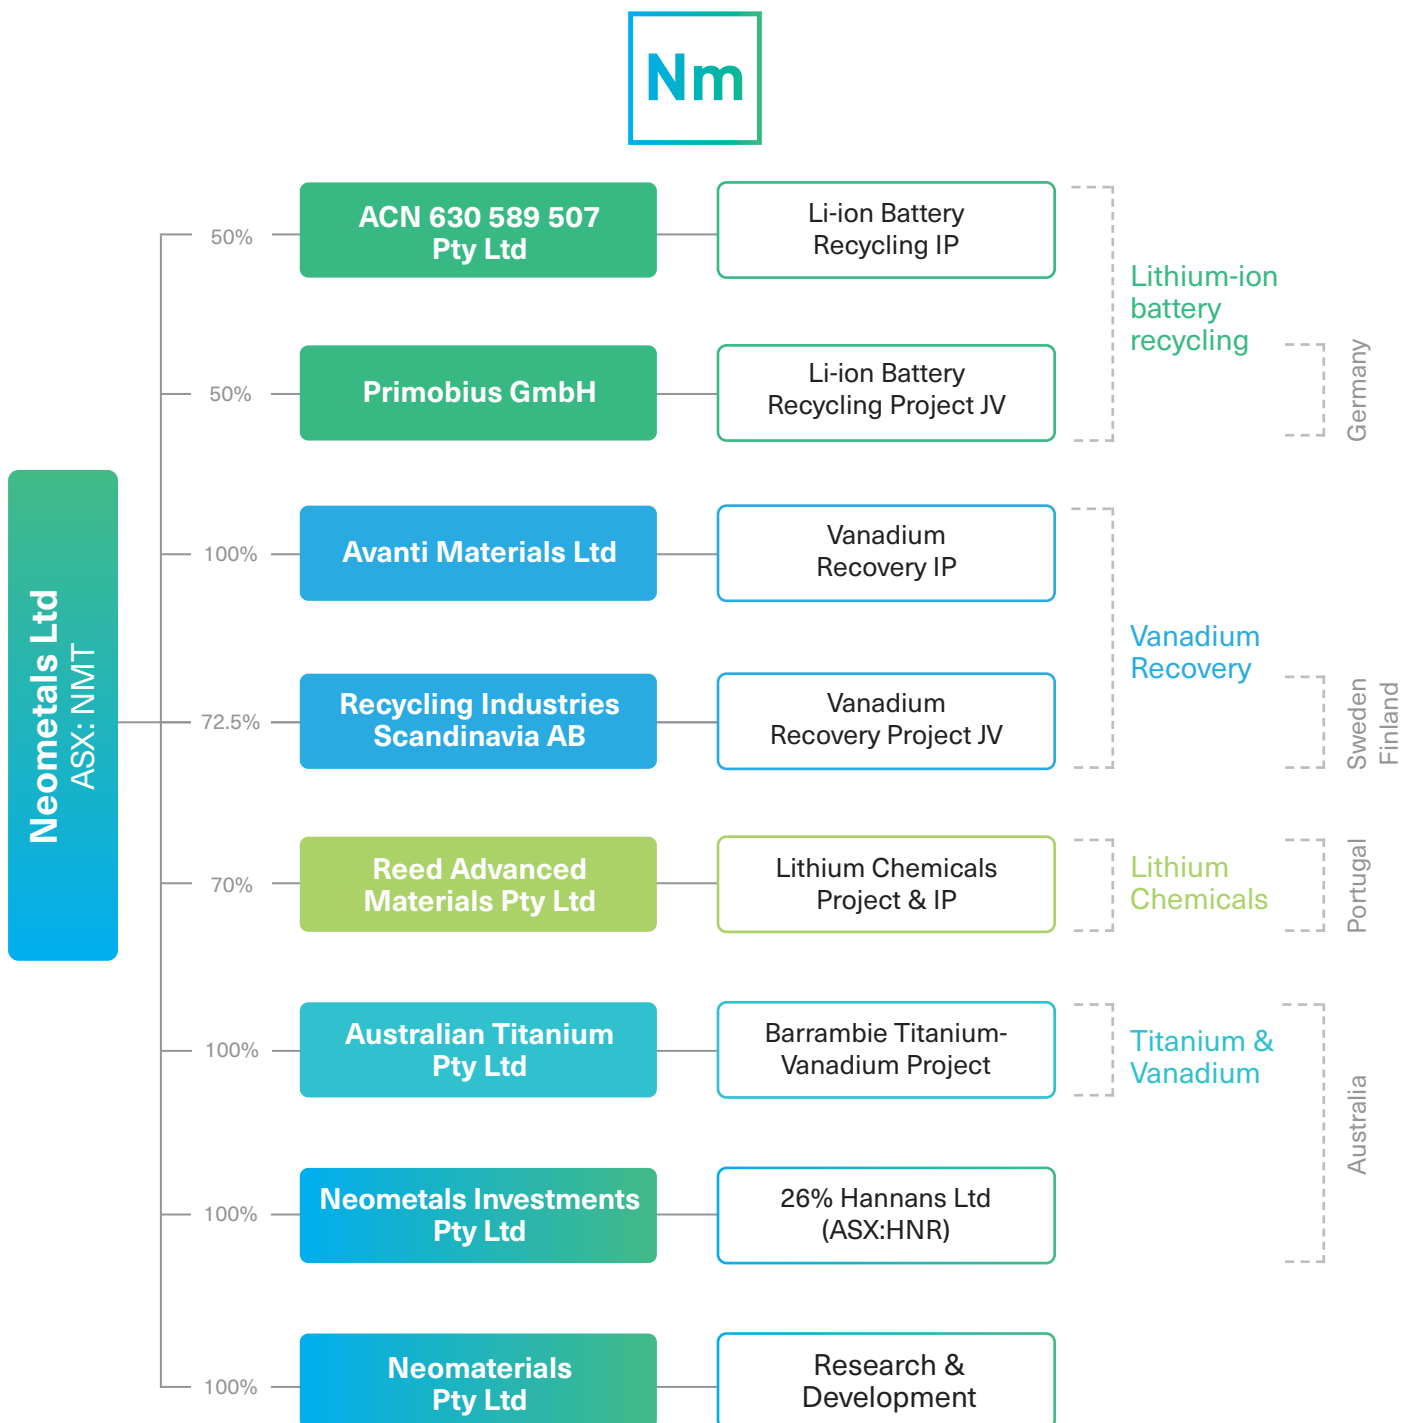 Nm
Neometals Ltd
ASX: NMT
50%
ACN 630 589 507
Pty Ltd
Li-ion Battery
Recycling IP
Lithium-ion
battery
recycling
50%
Primobius GmbH
Li-ion Battery
Recycling Project JV
Germany
100%
Avanti Materials Ltd
Vanadium
Recovery IP
Vanadium
Recovery
72.5%
Recycling Industries
Scandinavia AB
Vanadium
Recovery Project JV
Sweden
Finland
70%
Reed Advanced
Materials Pty Ltd
Lithium Chemicals
Project & IP
Lithium
Chemicals
Portugal
100%
Australian Titanium
Pty Ltd
Barrambie Titanium-
Vanadium Project
Titanium &
Vanadium
Australia
100%
Neometals Investments
Pty Ltd
26% Hannans Ltd
(ASX:HNR)
100%
Neomaterials
Pty Ltd
Research &
Development